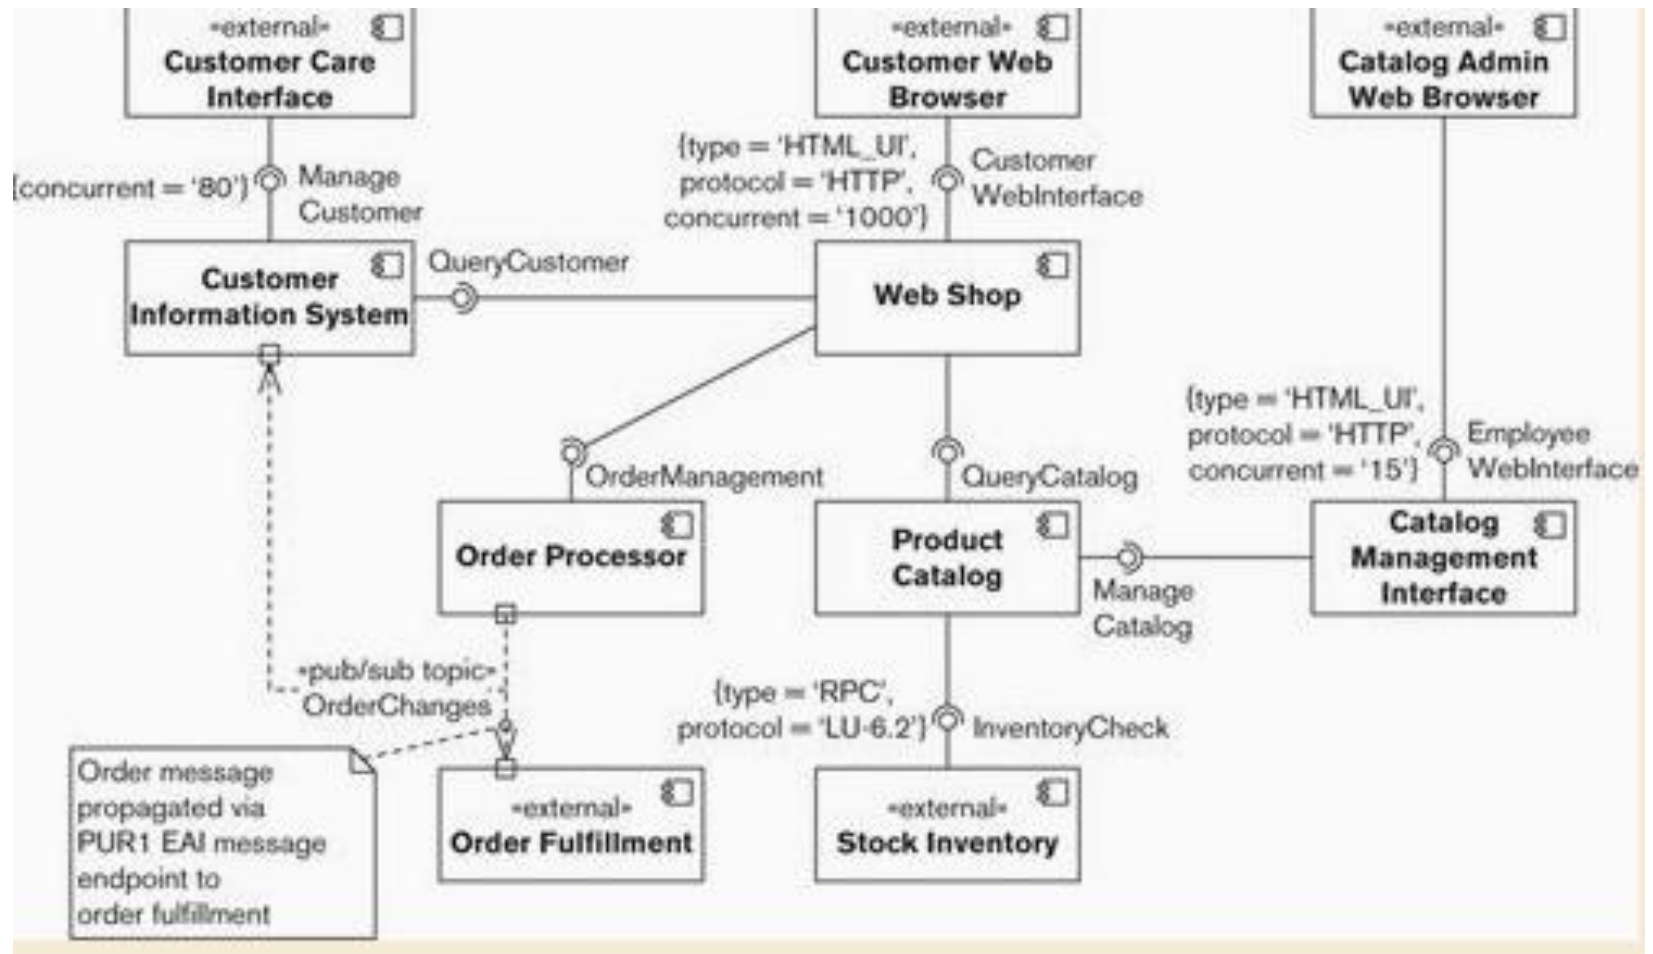 «external»
Customer Care
Interface
«external»
Customer Web
Browser
«external»
Catalog Admin
Web Browser
{concurrent = ‘80’}
Manage
Customer
{type = ‘HTML_UI’,
protocol = ‘HTTP’,
concurrent = ‘1000’}
Customer
WebInterface
Customer
Information System
QueryCustomer
Web Shop
OrderManagement
QueryCatalog
{type = ‘HTML_UI’,
protocol = ‘HTTP’,
concurrent = ‘15’}
Employee
WebInterface
Order Processor
Product
Catalog
Manage
Catalog
Catalog
Management
Interface
«pub/sub topic»
OrderChanges
{type = ‘RPC’,
protocol = ‘LU-6.2’}
InventoryCheck
Order message
propagated via
PUR1 EAI message
endpoint to
order fulfillment
«external»
Order Fulfillment
«external»
Stock Inventory